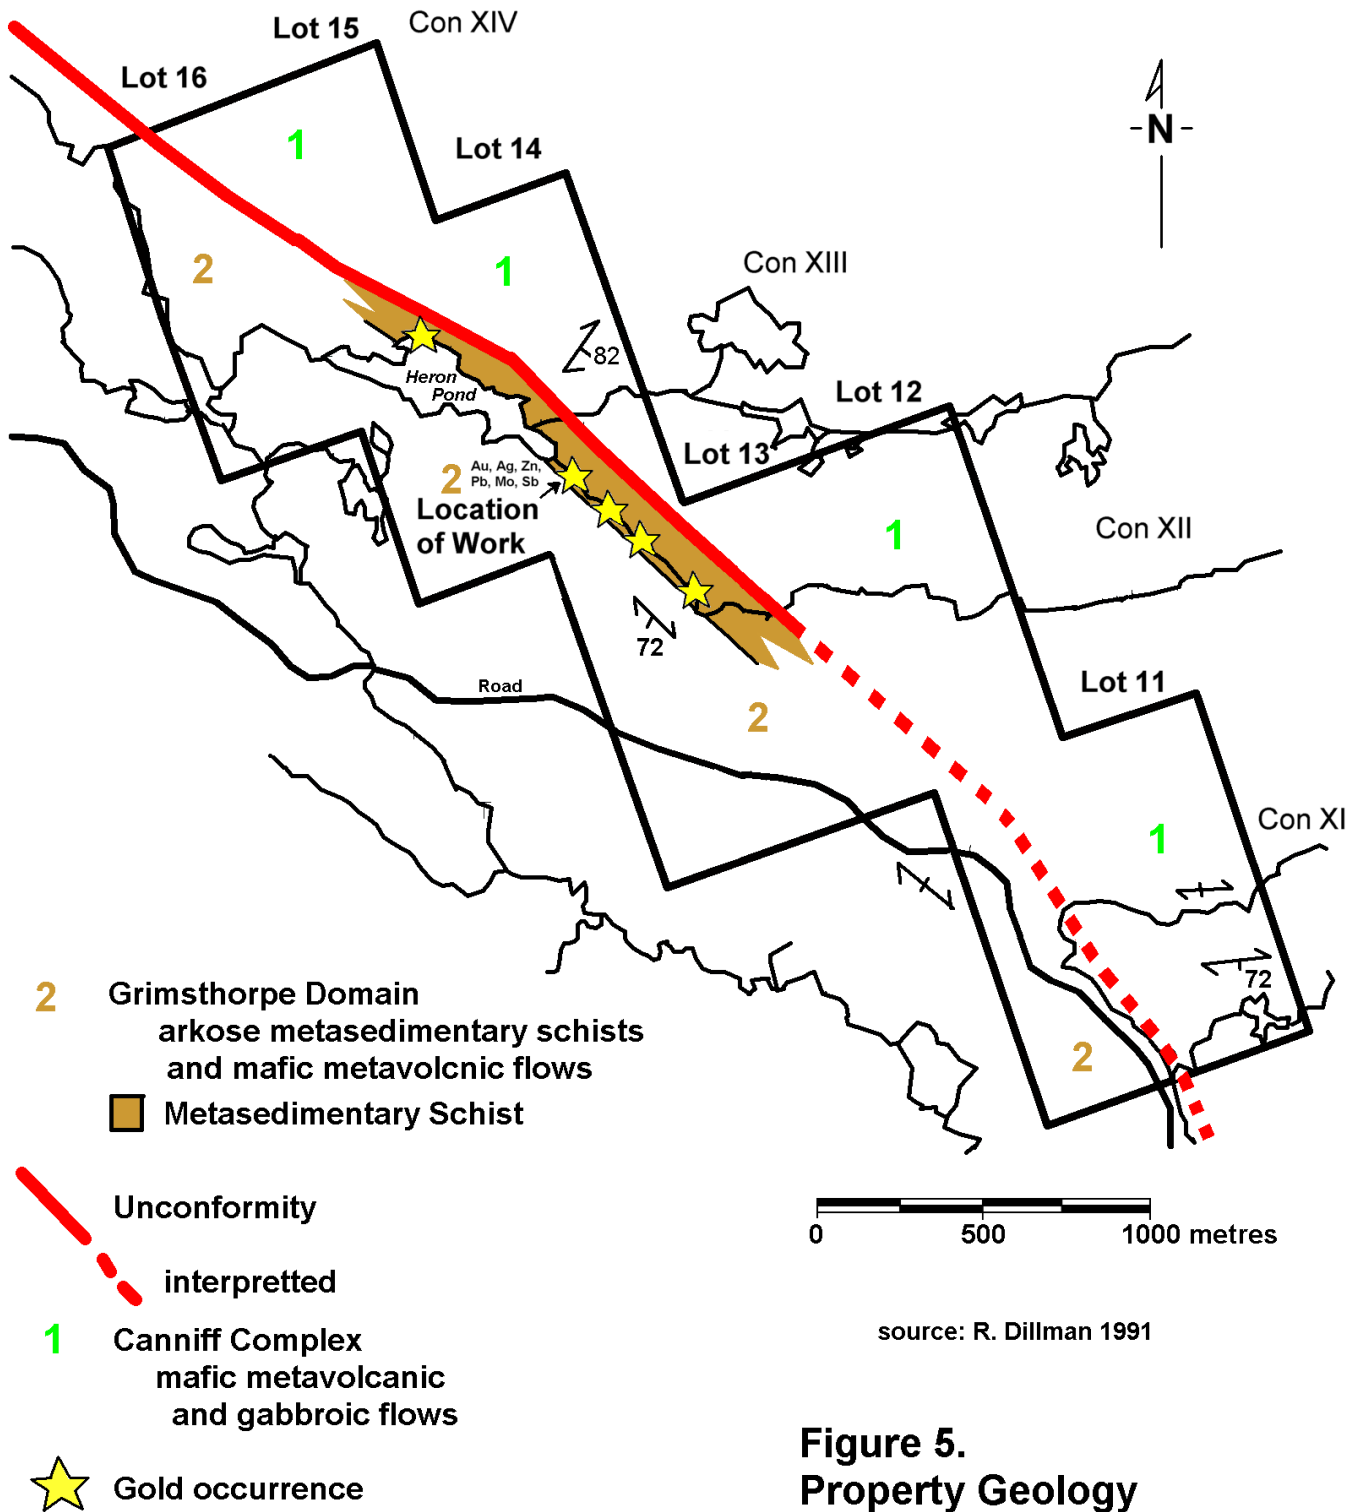 Lot 15
Con XIV
Lot 16
1
Lot 14
-N-
2
1
Con XIII
82
Heron
Pond
Lot 12
Lot 13
2
Au, Ag, Zn,
Pb, Mo, Sb
Location
of Work
1
Con XII
72
Lot 11
Road
2
1
Con XI
72
2
2 Grimsthorpe Domain
arkose metasedimentary schists
and mafic metavolcnic flows
Metasedimentary Schist
Unconformity
interpretted
1 Canniff Complex
mafic metavolcanic
and gabbroic flows
Gold occurrence
0 500 1000 metres
source: R. Dillman 1991
Figure 5.
Property Geology